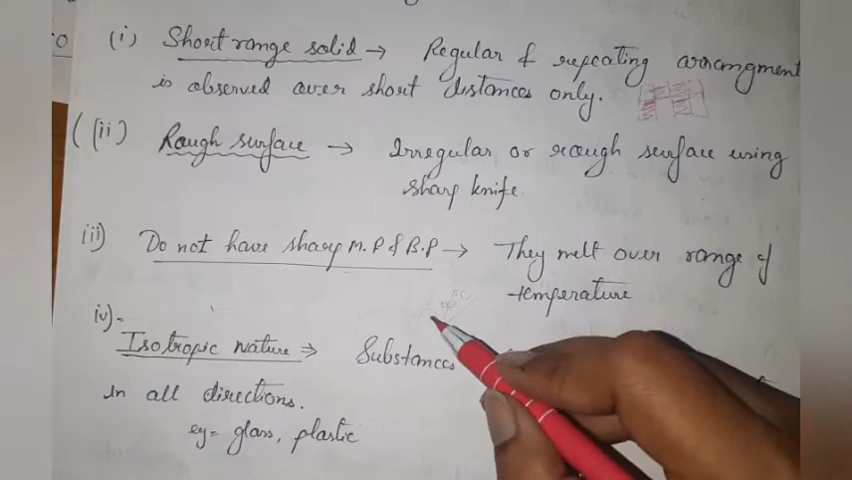 (i) Short range solid → Regular & repeating arrangment
is observed over short distances only.
(ii) Rough surface → Irregular or rough surface using
sharp knife
iii) Do not have sharp M.P & B.P → They melt over range of
temperature
iv)
Isotropic nature → Substances
in all directions.
eg= glass, plastic